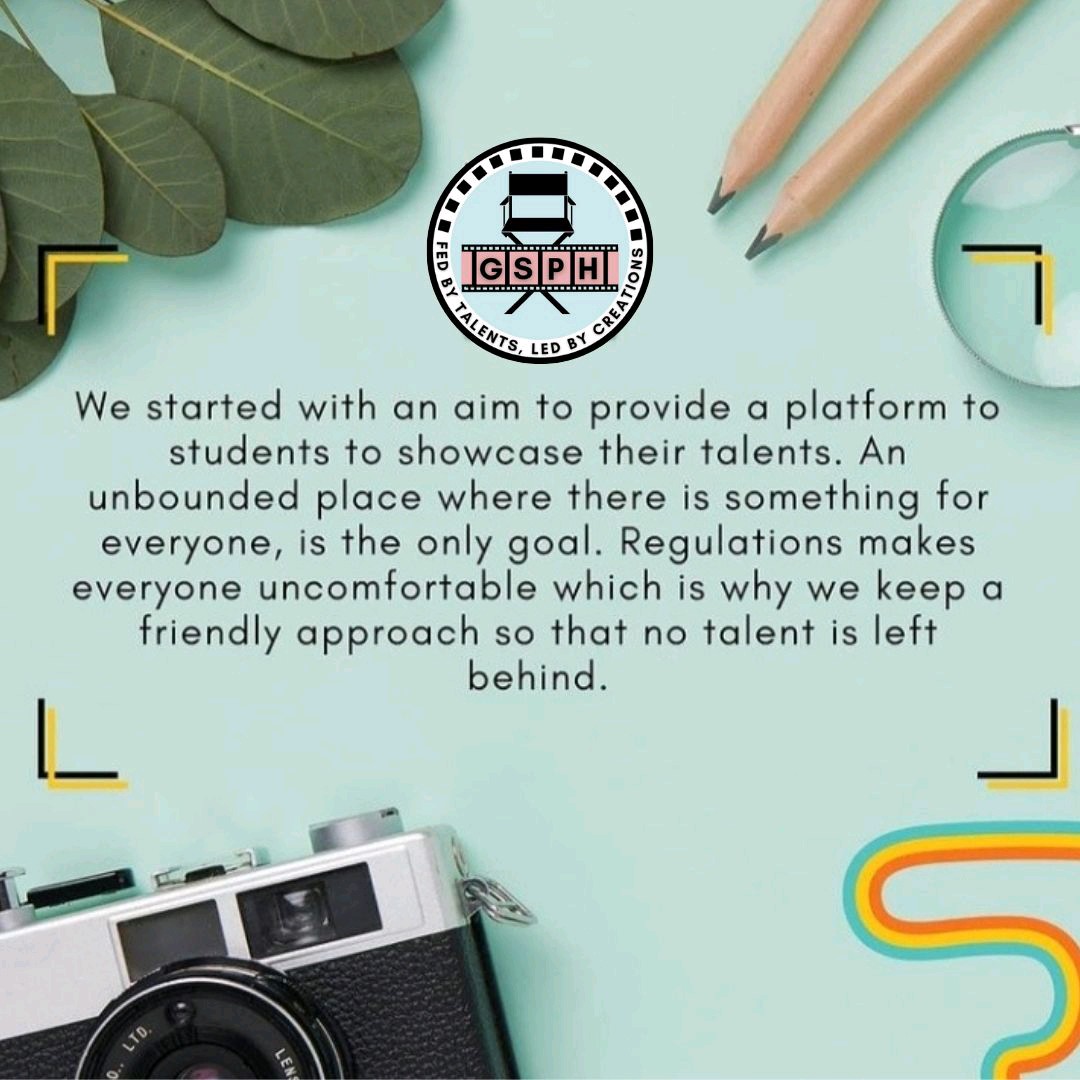 GSPH
FED BY TALENTS, LED BY CREATIONS
We started with an aim to provide a platform to
students to showcase their talents. An
unbounded place where there is something for
everyone, is the only goal. Regulations makes
everyone uncomfortable which is why we keep a
friendly approach so that no talent is left
behind.
., LTD.
LENS